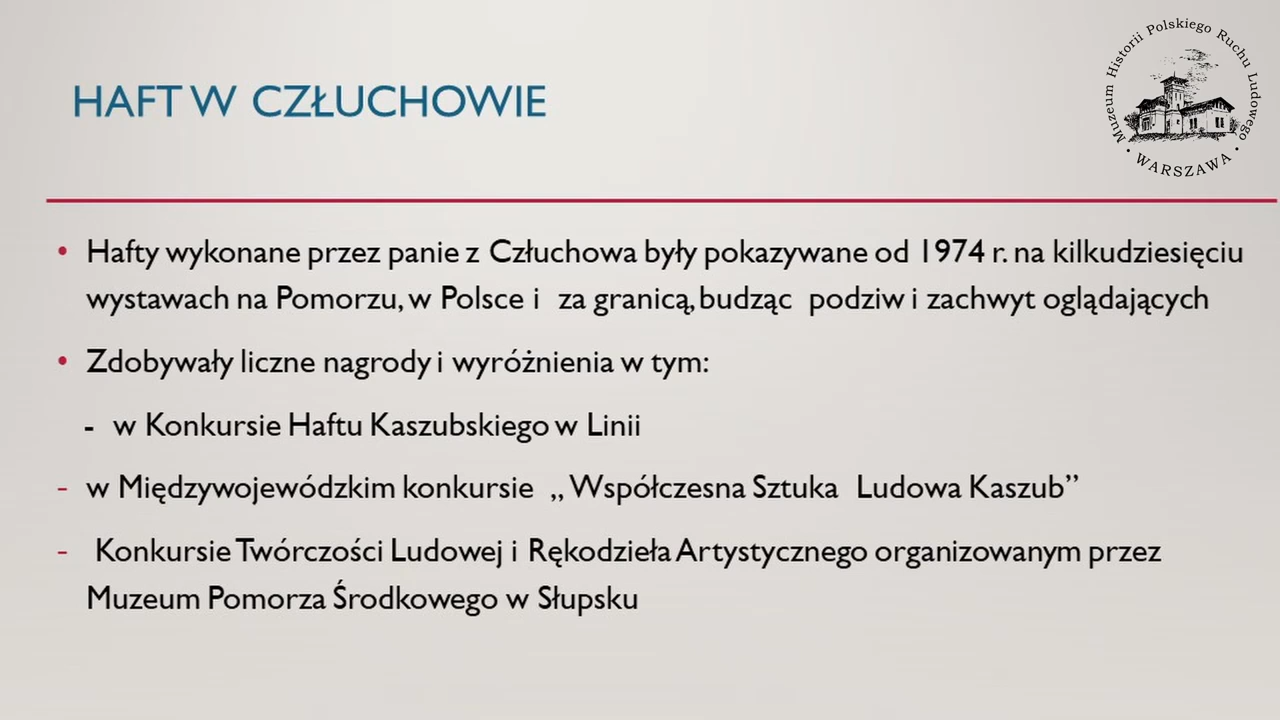 HAFT W CZŁUCHOWIE
Muzeum Historii Polskiego Ruchu Ludowego
• WARSZAWA •
• Hafty wykonane przez panie z Człuchowa były pokazywane od 1974 r. na kilkudziesięciu
wystawach na Pomorzu, w Polsce i za granicą, budząc podziw i zachwyt oglądających
• Zdobywały liczne nagrody i wyróżnienia w tym:
- w Konkursie Haftu Kaszubskiego w Linii
- w Międzywojewódzkim konkursie „ Współczesna Sztuka Ludowa Kaszub”
- Konkursie Twórczości Ludowej i Rękodzieła Artystycznego organizowanym przez
Muzeum Pomorza Środkowego w Słupsku